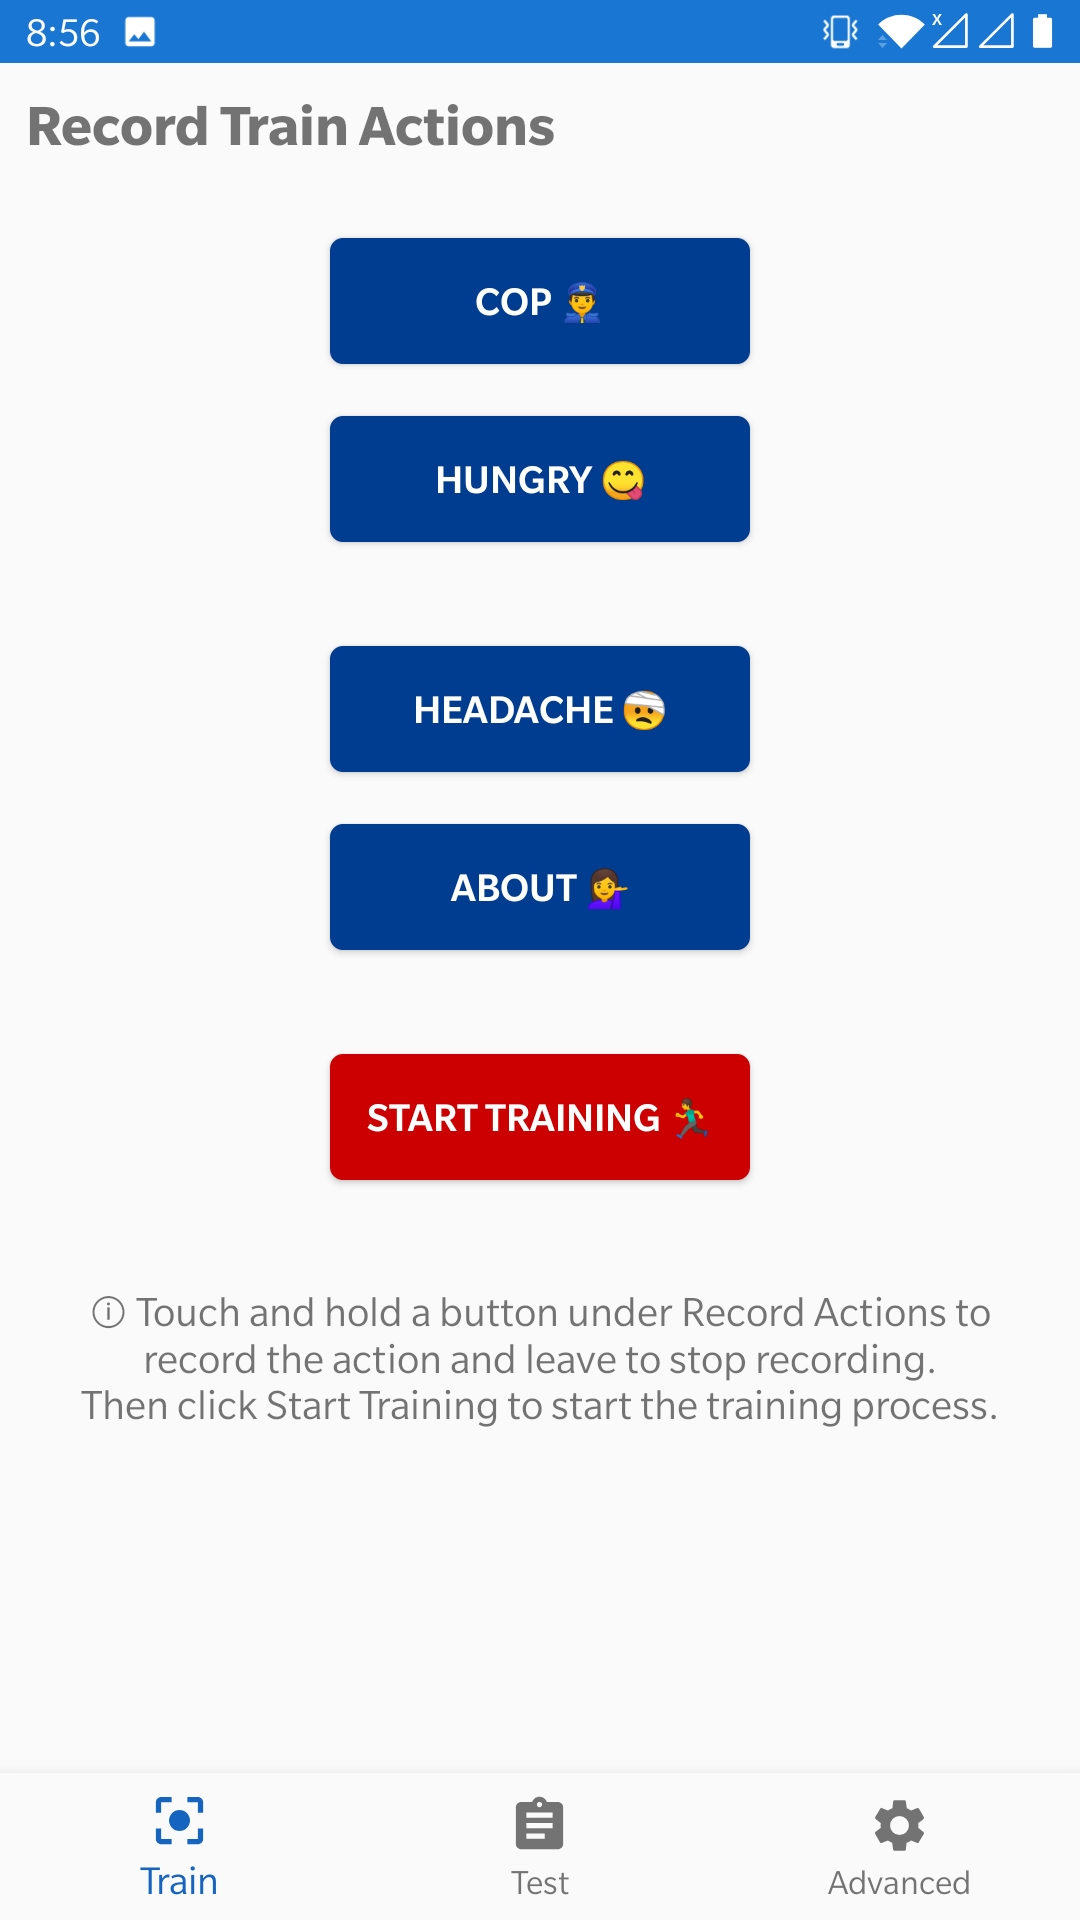 8:56
x
Record Train Actions
COP 👮
HUNGRY 😋
HEADACHE 🤕
ABOUT 💁‍♀️
START TRAINING 🏃‍♂️
ⓘ Touch and hold a button under Record Actions to
record the action and leave to stop recording.
Then click Start Training to start the training process.
Train
Test
Advanced